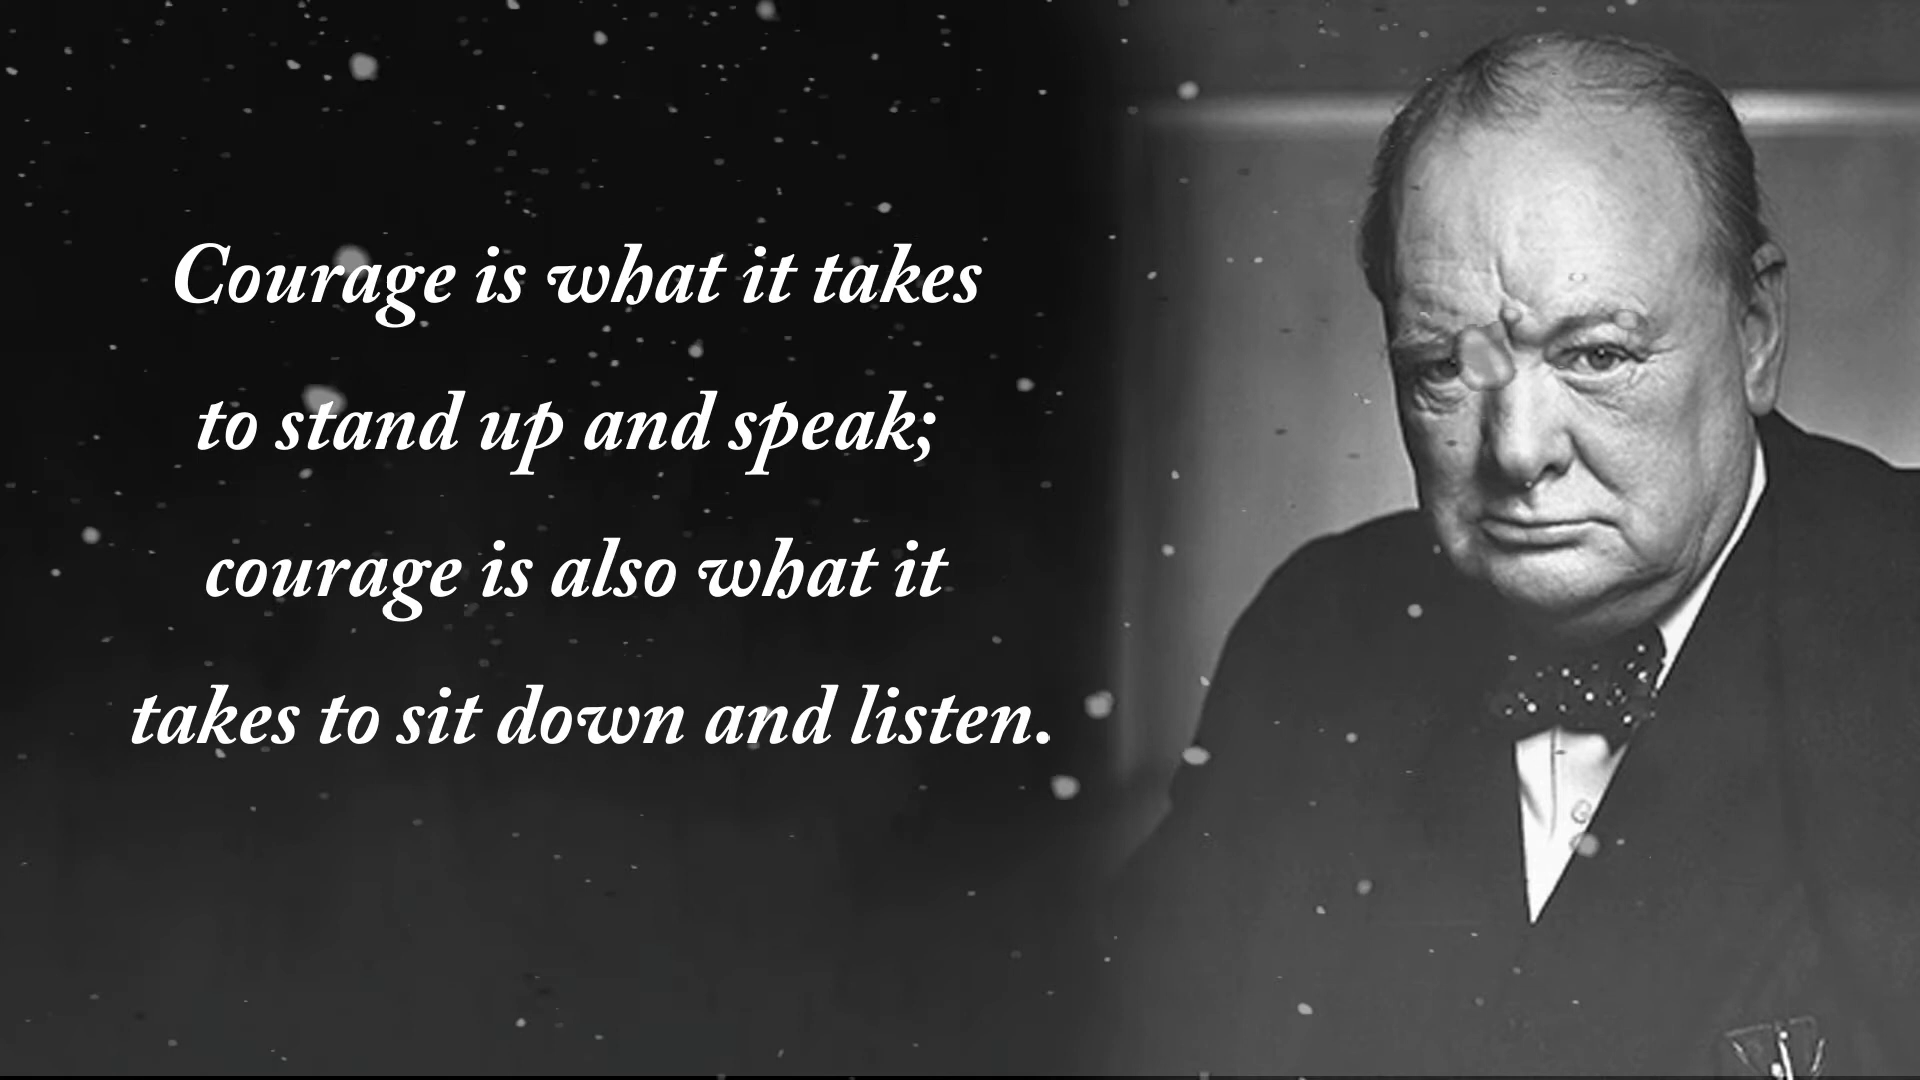 Courage is what it takes
to stand up and speak;
courage is also what it
takes to sit down and listen.